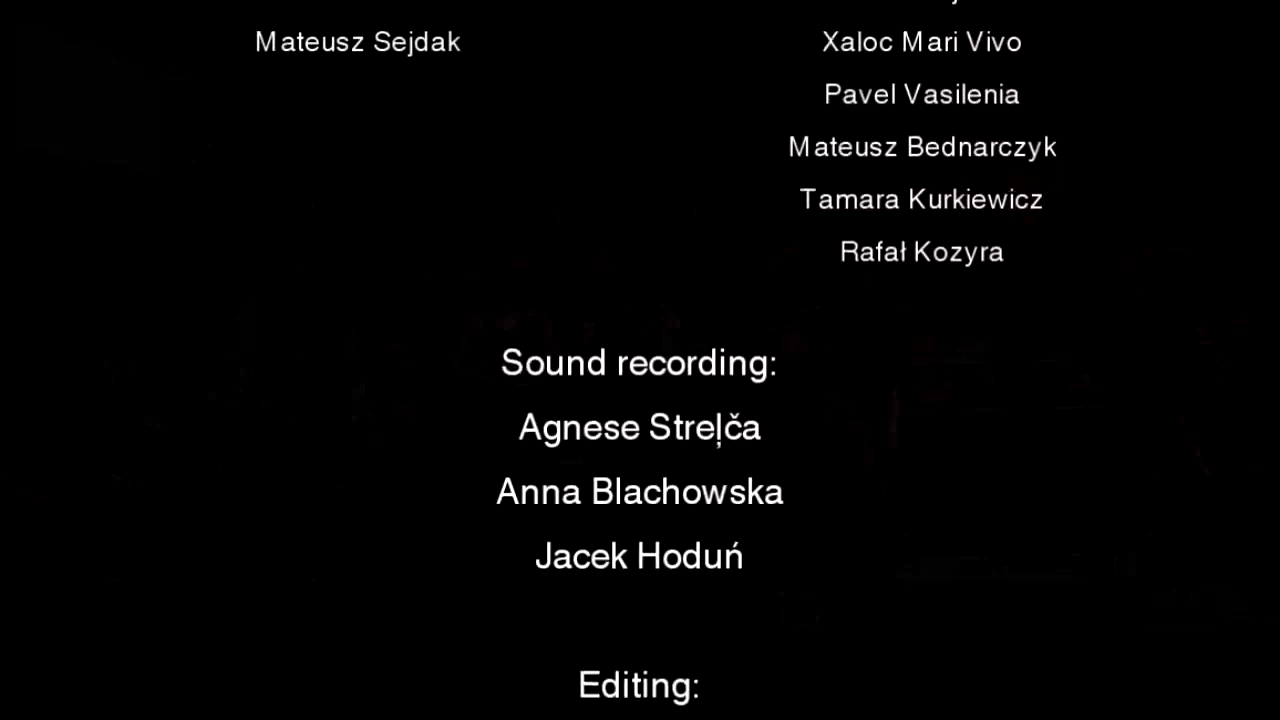 Mateusz Sejdak
Xaloc Mari Vivo
Pavel Vasilenia
Mateusz Bednarczyk
Tamara Kurkiewicz
Rafał Kozyra
Sound recording:
Agnese Streļča
Anna Blachowska
Jacek Hoduń
Editing: